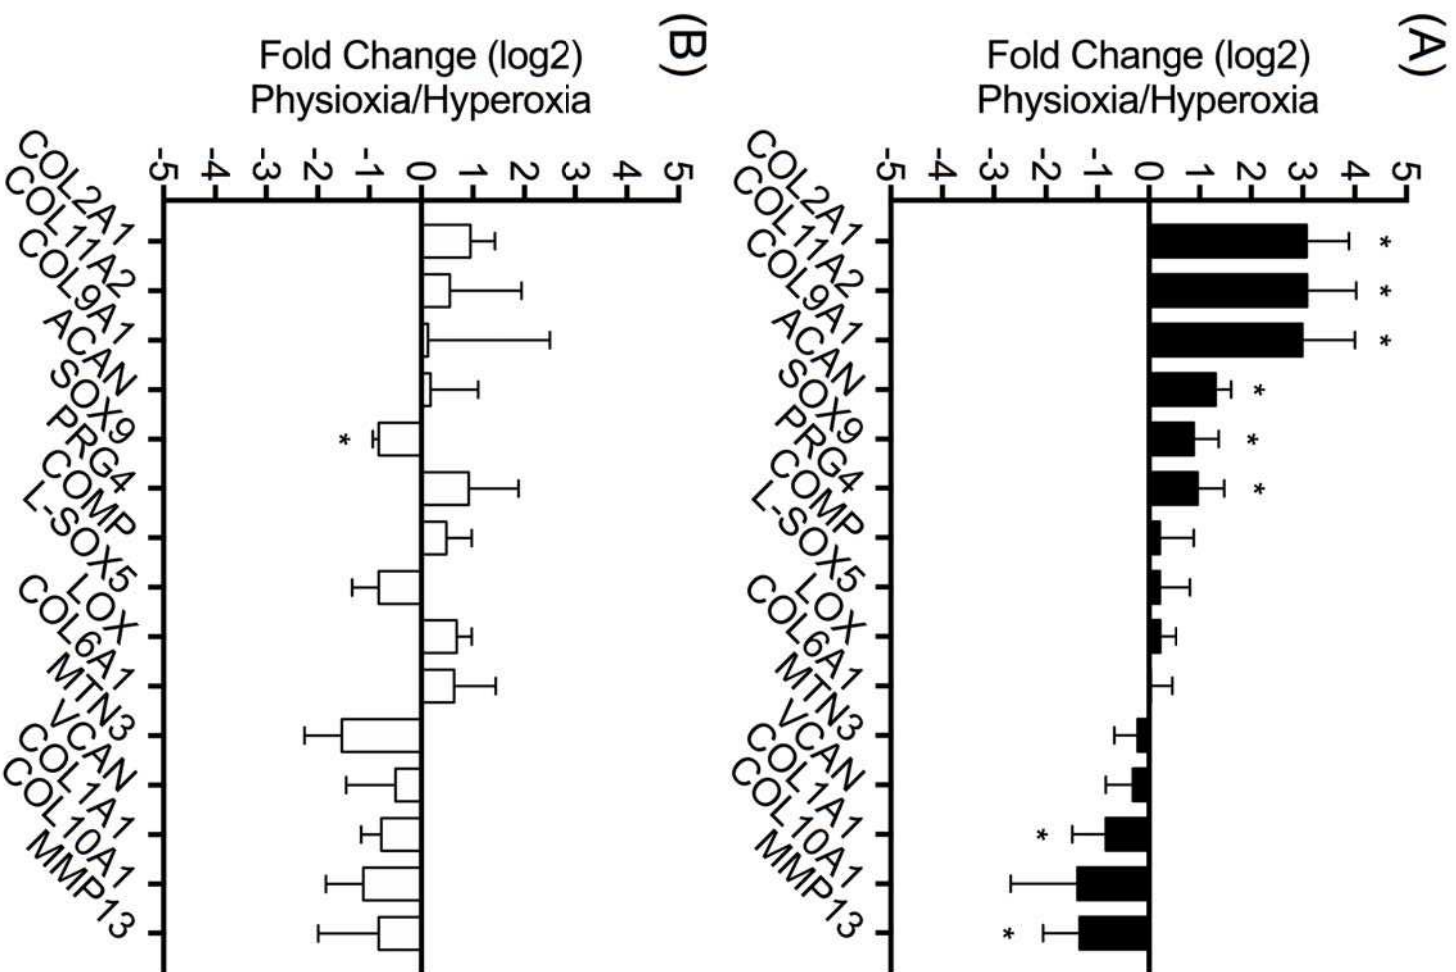 (A)
Fold Change (log2)
Physioxia/Hyperoxia
5
4
3
2
1
0
-1
-2
-3
-4
-5
*
*
*
*
*
*
*
*
COL2A1
COL11A2
COL9A1
ACAN
SOX9
PRG4
COMP
L-SOX5
LOX
COL6A1
MTN3
VCAN
COL1A1
COL10A1
MMP13
(B)
Fold Change (log2)
Physioxia/Hyperoxia
5
4
3
2
1
0
-1
-2
-3
-4
-5
*
COL2A1
COL11A2
COL9A1
ACAN
SOX9
PRG4
COMP
L-SOX5
LOX
COL6A1
MTN3
VCAN
COL1A1
COL10A1
MMP13